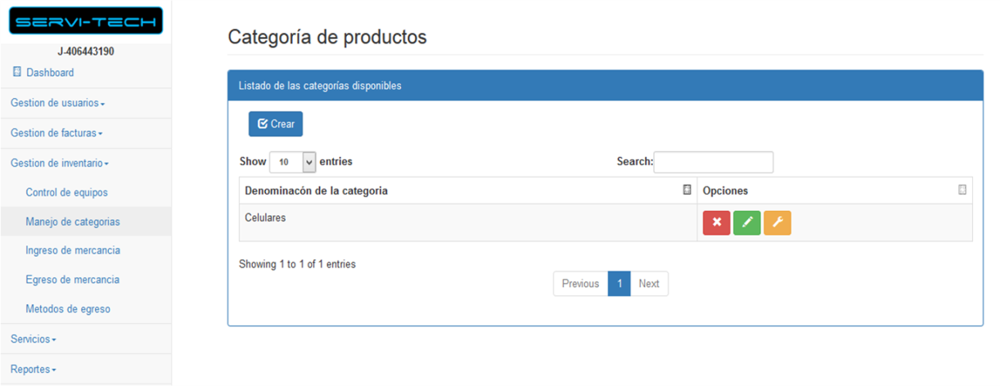 SERVI-TECH
J-406443190
Dashboard
Gestion de usuarios
Gestion de facturas
Gestion de inventario
Control de equipos
Manejo de categorias
Ingreso de mercancia
Egreso de mercancia
Metodos de egreso
Servicios
Reportes
Categoría de productos
Listado de las categorías disponibles
Crear
Show 10 entries
Search:
Denominacón de la categoria
Opciones
Celulares
Showing 1 to 1 of 1 entries
Previous 1 Next